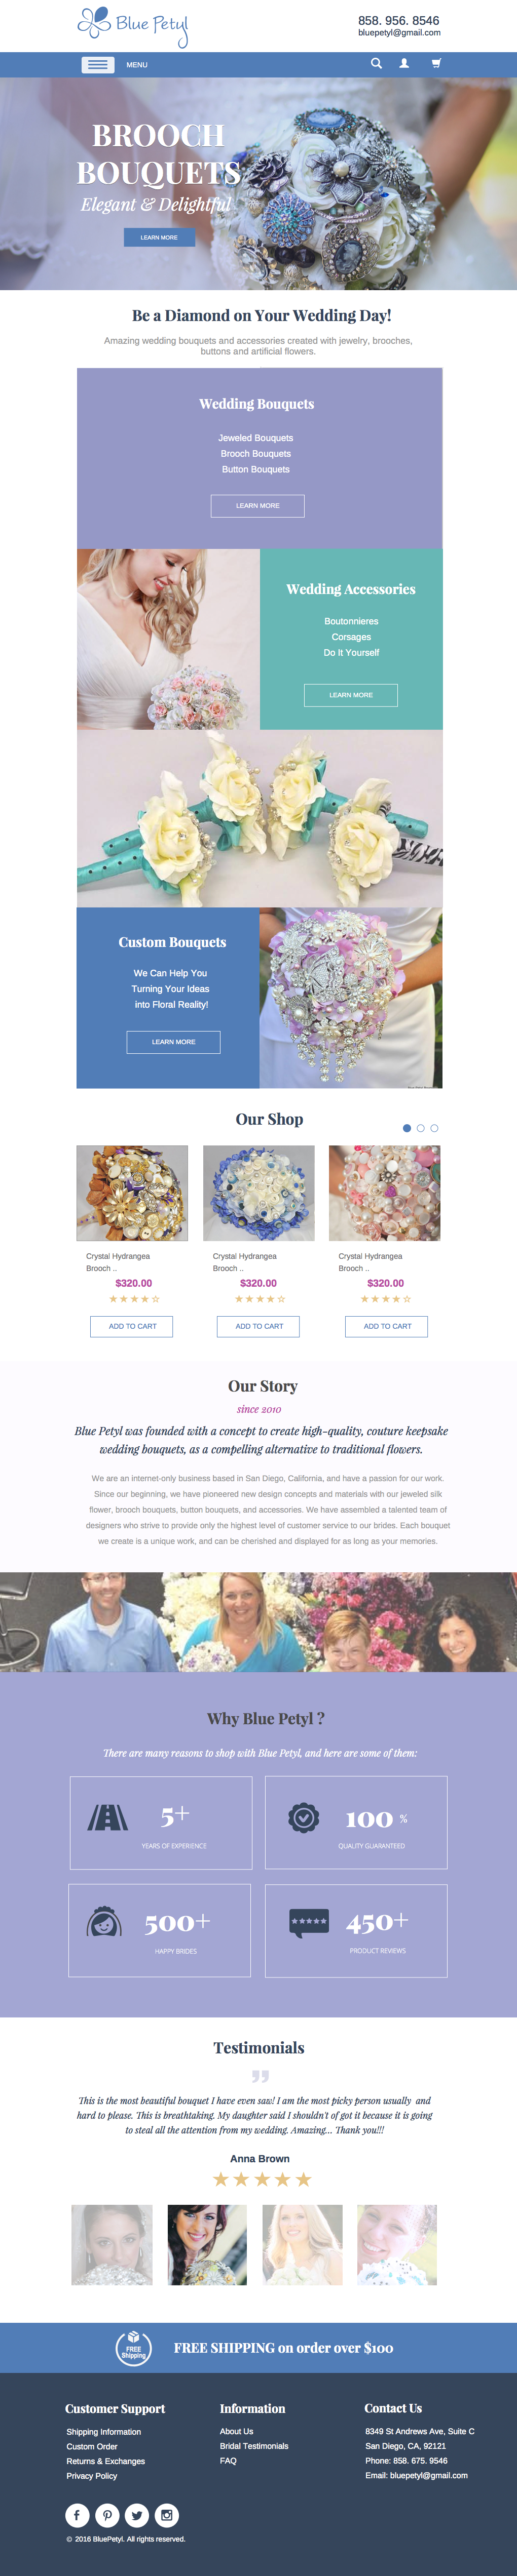 Blue Petyl
858. 956. 8546
bluepetyl@gmail.com
MENU
BROOCH
BOUQUETS
Elegant & Delightful
LEARN MORE
Be a Diamond on Your Wedding Day!
Amazing wedding bouquets and accessories created with jewelry, brooches,
buttons and artificial flowers.
Wedding Bouquets
Jeweled Bouquets
Brooch Bouquets
Button Bouquets
LEARN MORE
Wedding Accessories
Boutonnieres
Corsages
Do It Yourself
LEARN MORE
Custom Bouquets
We Can Help You
Turning Your Ideas
into Floral Reality!
LEARN MORE
Our Shop
Crystal Hydrangea
Brooch ..
$320.00
ADD TO CART
Crystal Hydrangea
Brooch ..
$320.00
ADD TO CART
Crystal Hydrangea
Brooch ..
$320.00
ADD TO CART
Our Story
since 2010
Blue Petyl was founded with a concept to create high-quality, couture keepsake
wedding bouquets, as a compelling alternative to traditional flowers.
We are an internet-only business based in San Diego, California, and have a passion for our work.
Since our beginning, we have pioneered new design concepts and materials with our jeweled silk
flower, brooch bouquets, button bouquets, and accessories. We have assembled a talented team of
designers who strive to provide only the highest level of customer service to our brides. Each bouquet
we create is a unique work, and can be cherished and displayed for as long as your memories.
Why Blue Petyl ?
There are many reasons to shop with Blue Petyl, and here are some of them:
5+
YEARS OF EXPERIENCE
100 %
QUALITY GUARANTEED
500+
HAPPY BRIDES
450+
PRODUCT REVIEWS
Testimonials
This is the most beautiful bouquet I have even saw! I am the most picky person usually and
hard to please. This is breathtaking. My daughter said I shouldn't of got it because it is going
to steal all the attention from my wedding. Amazing... Thank you!!!
Anna Brown
FREE
Shipping
FREE SHIPPING on order over $100
Customer Support
Shipping Information
Custom Order
Returns & Exchanges
Privacy Policy
Information
About Us
Bridal Testimonials
FAQ
Contact Us
8349 St Andrews Ave, Suite C
San Diego, CA, 92121
Phone: 858. 675. 9546
Email: bluepetyl@gmail.com
© 2016 BluePetyl. All rights reserved.